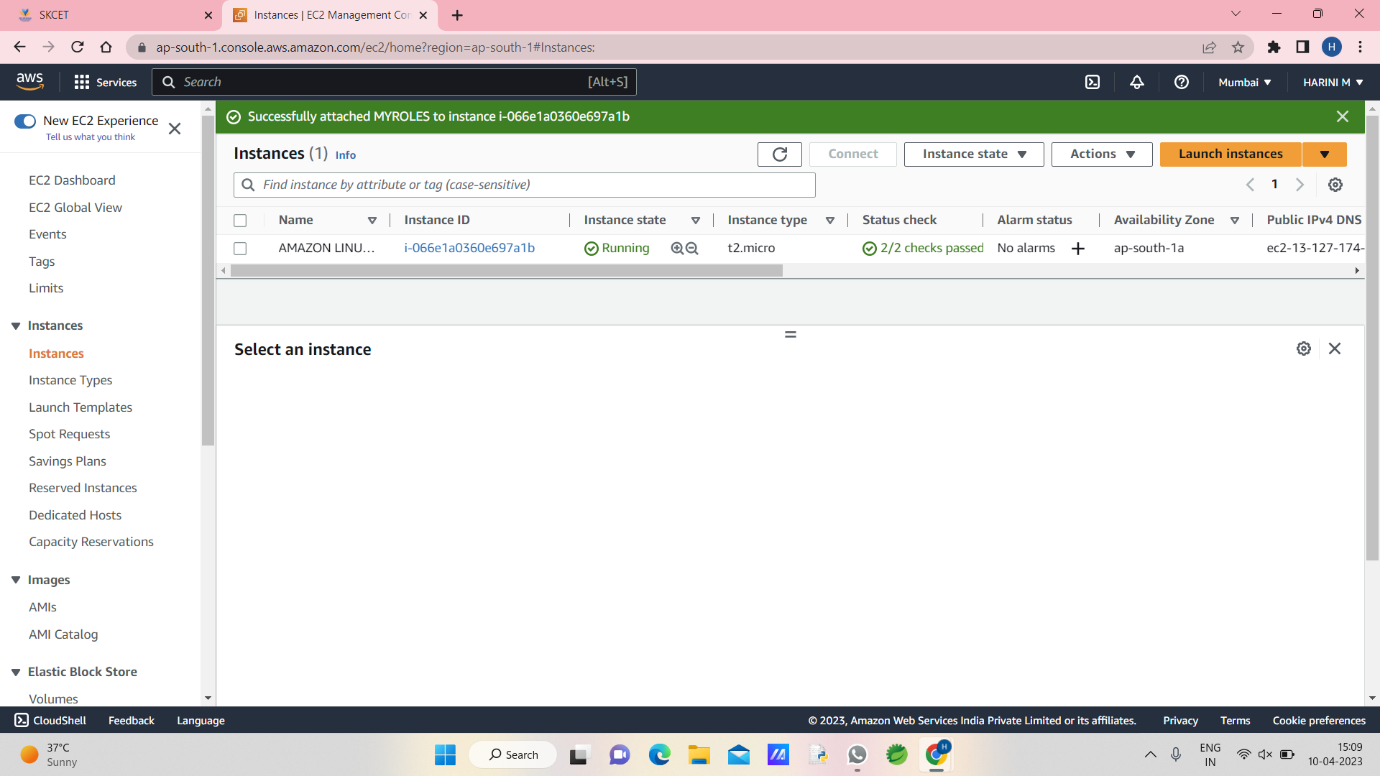 SKCET
Instances | EC2 Management Con
ap-south-1.console.aws.amazon.com/ec2/home?region=ap-south-1#Instances:
H
aws
Services
Search
[Alt+S]
Mumbai
HARINI M
New EC2 Experience
Tell us what you think
Successfully attached MYROLES to instance i-066e1a0360e697a1b
Instances (1) Info
Connect
Instance state
Actions
Launch instances
Find instance by attribute or tag (case-sensitive)
1
Name
Instance ID
Instance state
Instance type
Status check
Alarm status
Availability Zone
Public IPv4 DNS
AMAZON LINU...
i-066e1a0360e697a1b
Running
t2.micro
2/2 checks passed
No alarms
ap-south-1a
ec2-13-127-174-
Select an instance
EC2 Dashboard
EC2 Global View
Events
Tags
Limits
Instances
Instances
Instance Types
Launch Templates
Spot Requests
Savings Plans
Reserved Instances
Dedicated Hosts
Capacity Reservations
Images
AMIs
AMI Catalog
Elastic Block Store
Volumes
CloudShell
Feedback
Language
© 2023, Amazon Web Services India Private Limited or its affiliates.
Privacy
Terms
Cookie preferences
37°C
Sunny
Search
H
ENG
IN
15:09
10-04-2023